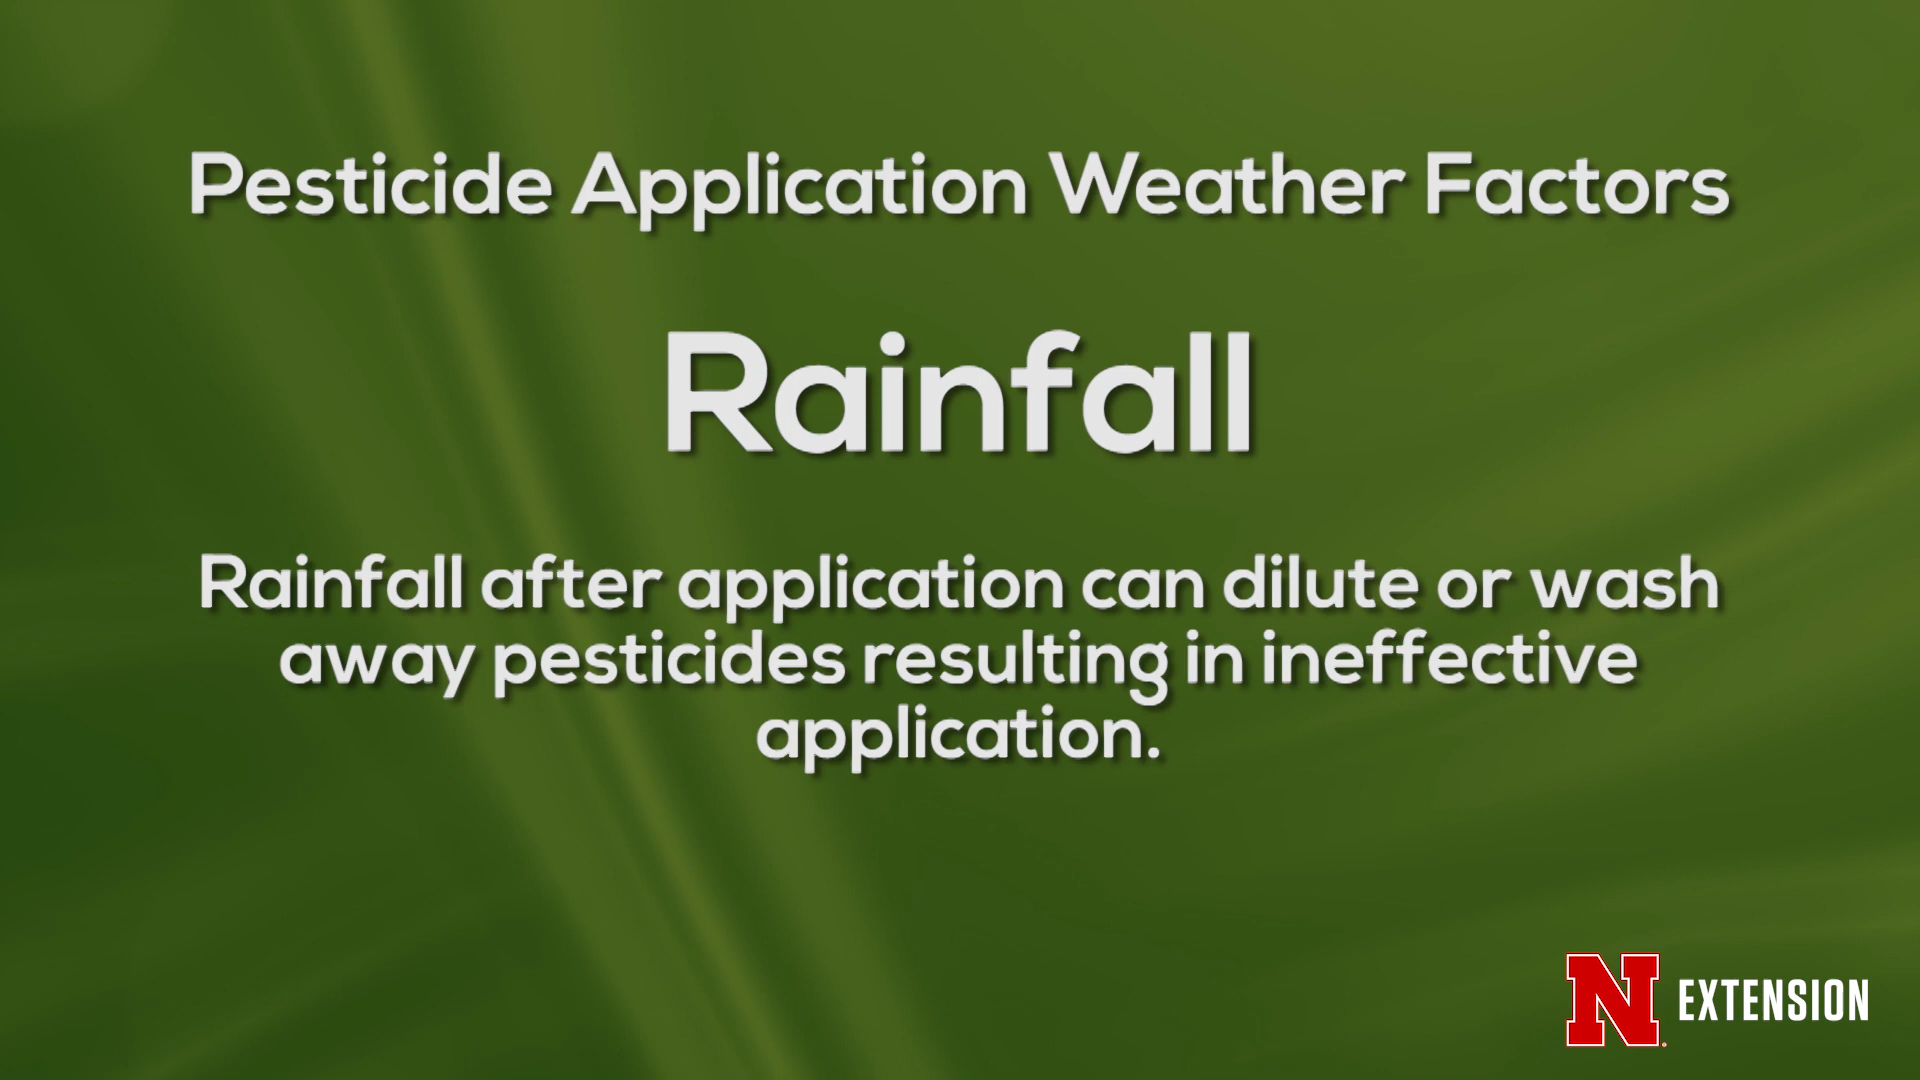 Pesticide Application Weather Factors
Rainfall
Rainfall after application can dilute or wash
away pesticides resulting in ineffective
application.
N EXTENSION